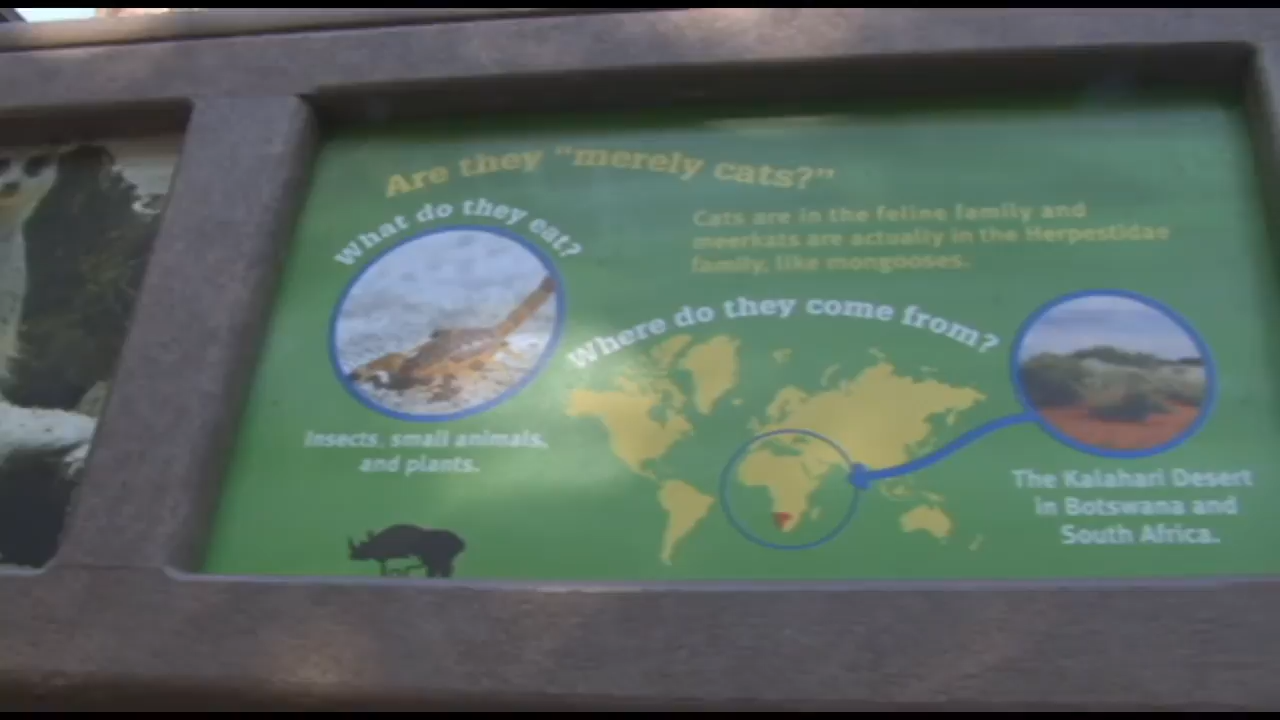 Are they "merely cats?"
What do they eat?
Cats are in the feline family and
meerkats are actually in the Herpestidae
family, like mongooses.
Where do they come from?
Insects, small animals,
and plants.
The Kalahari Desert
in Botswana and
South Africa.